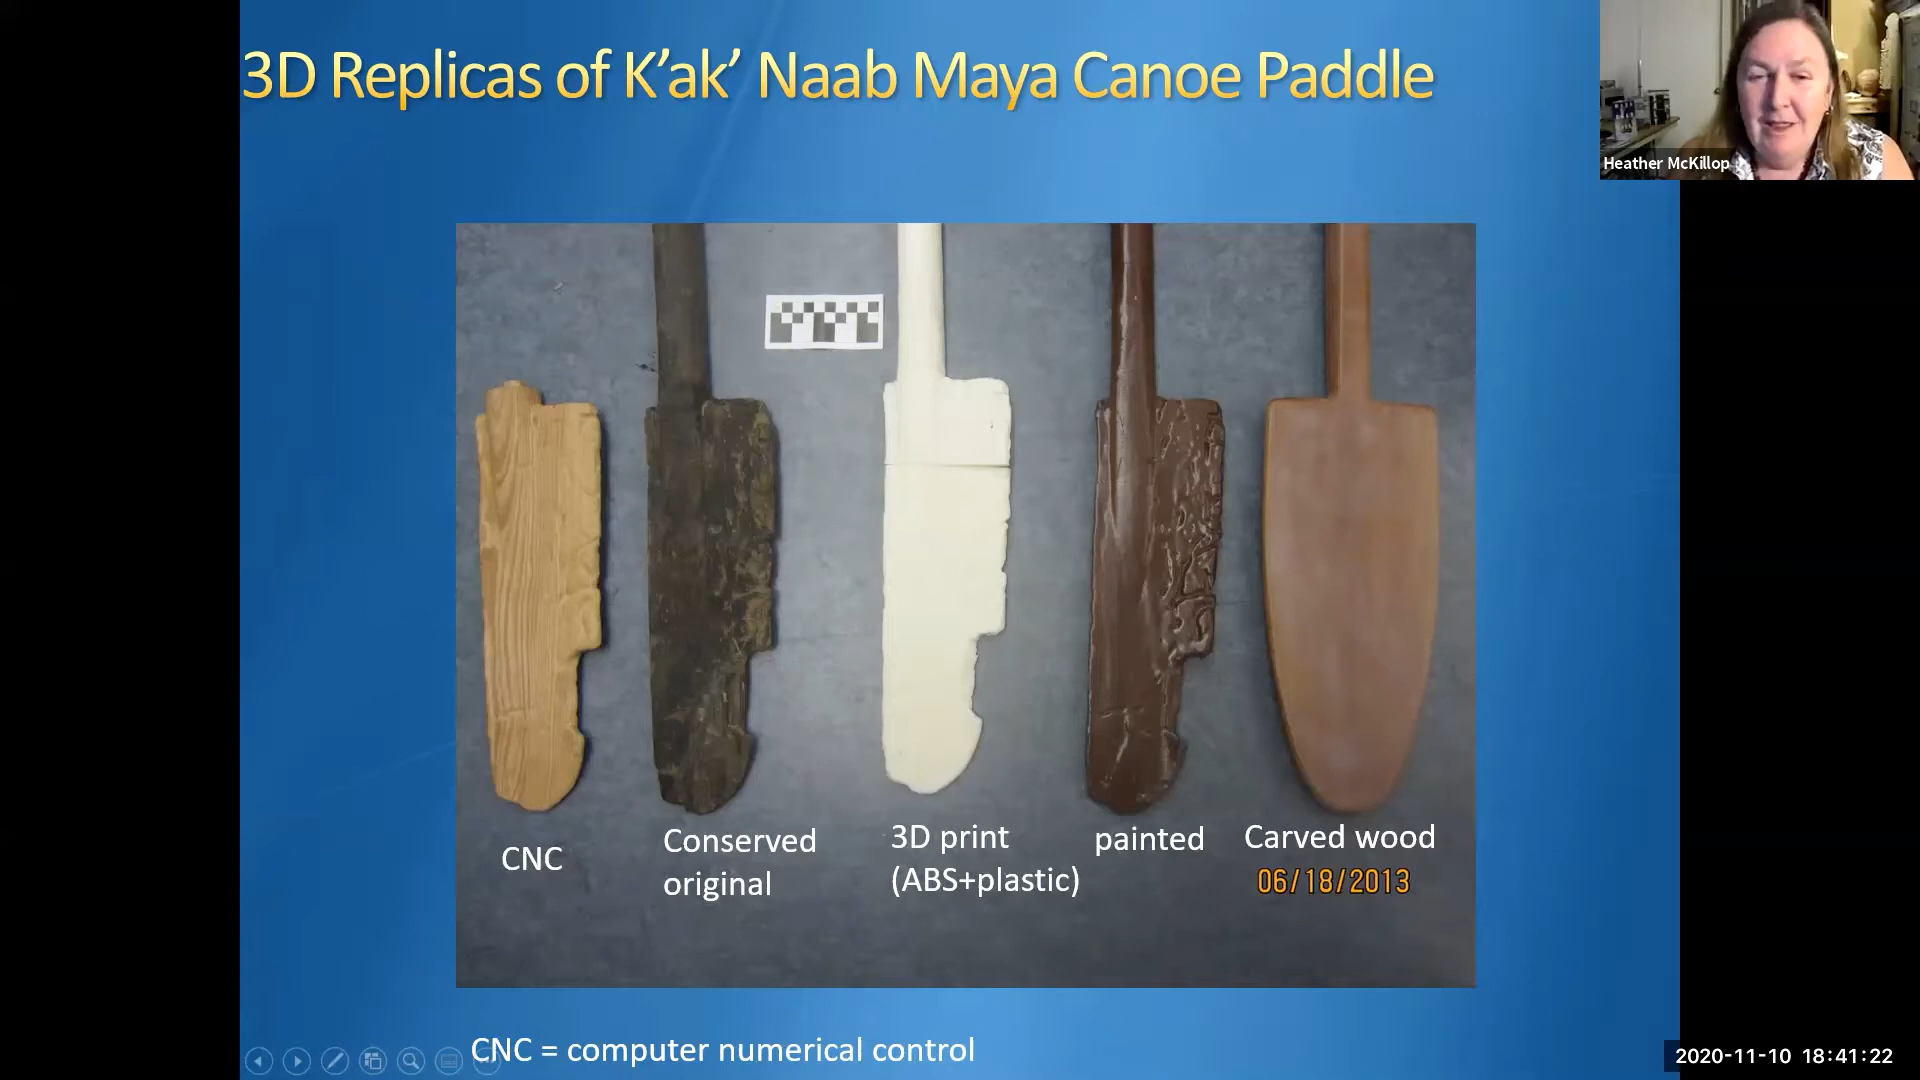 3D Replicas of K’ak’ Naab Maya Canoe Paddle
Heather McKillop
CNC
Conserved
original
3D print
(ABS+plastic)
painted
Carved wood
06/18/2013
CNC = computer numerical control
2020-11-10 18:41:22